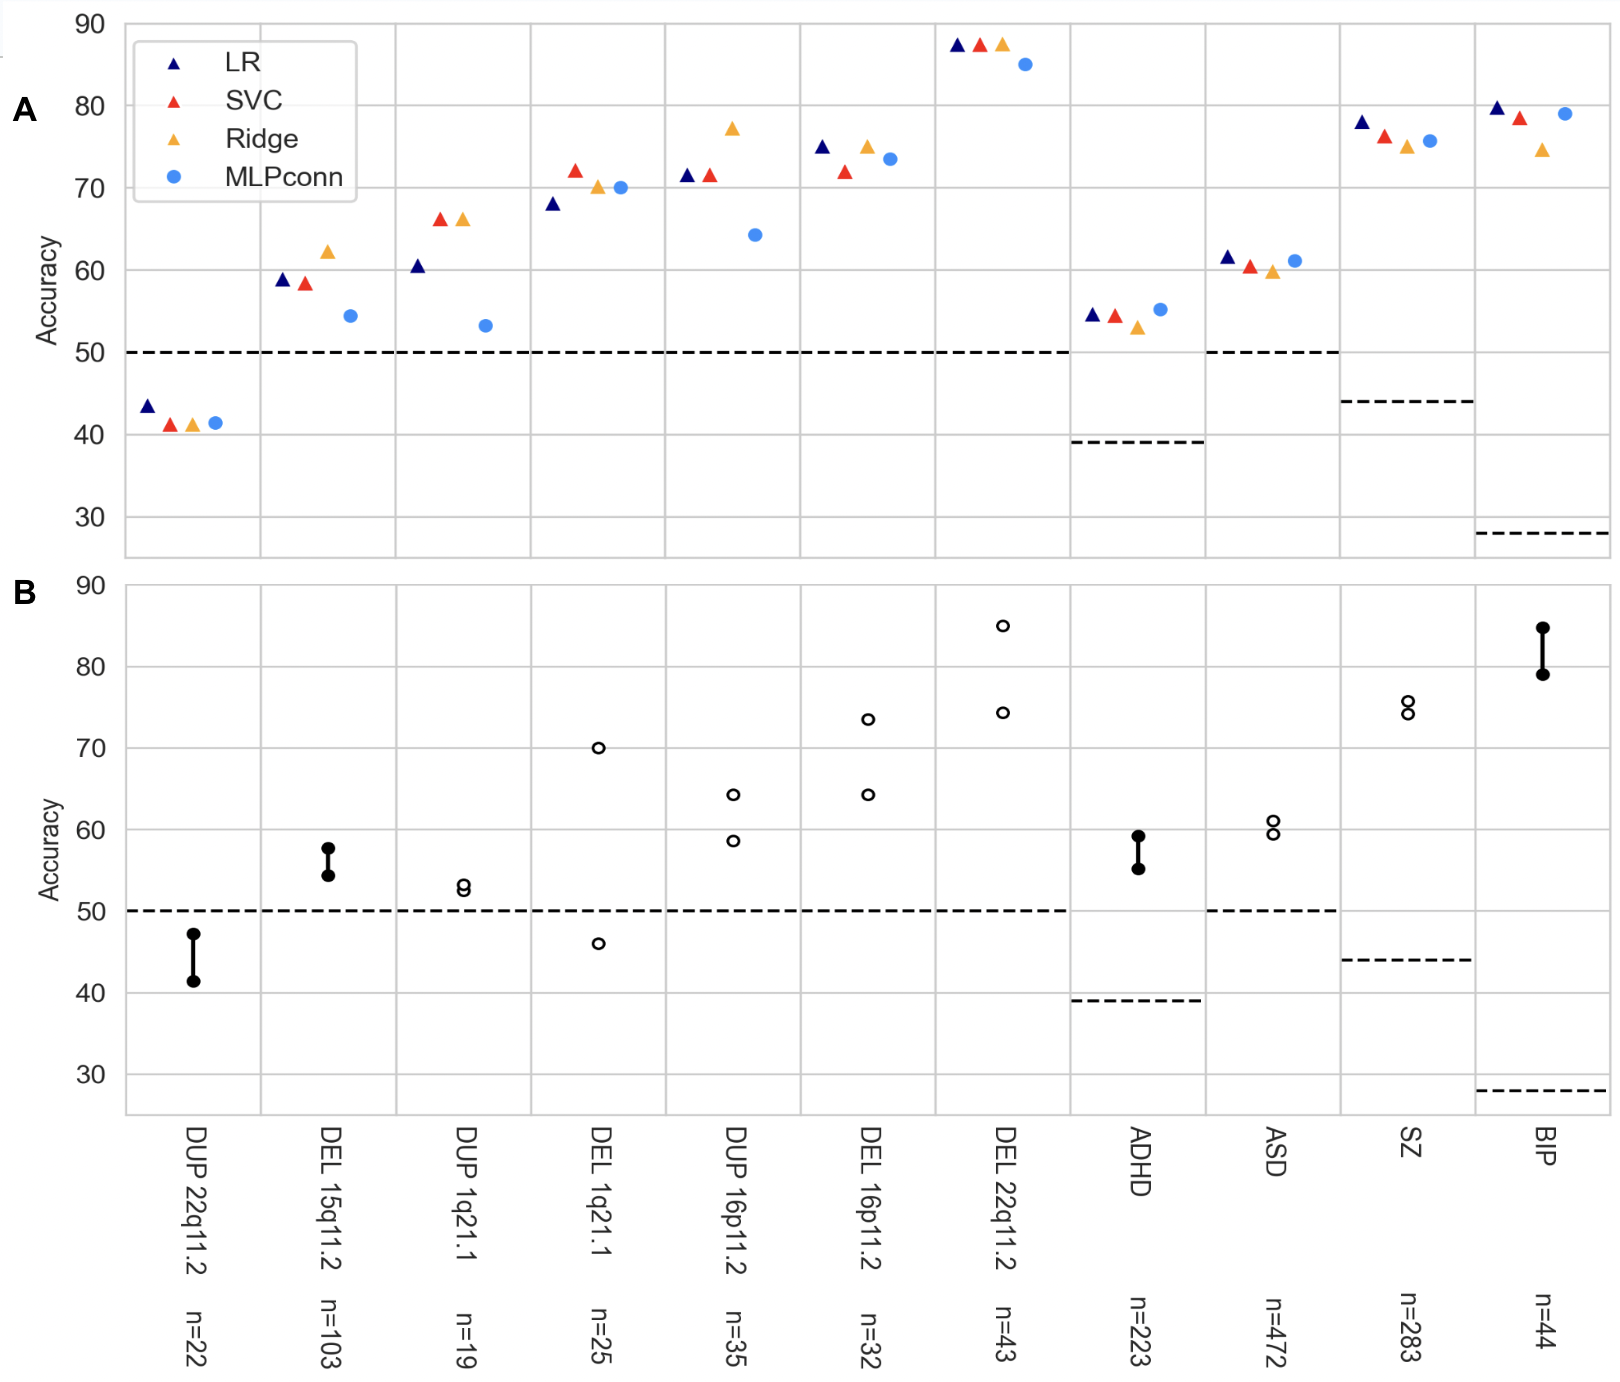 A
90
80
70
60
50
40
30
Accuracy
LR
SVC
Ridge
MLPconn
B
90
80
70
60
50
40
30
Accuracy
DUP 22q11.2 n=22
DEL 15q11.2 n=103
DUP 1q21.1 n=19
DEL 1q21.1 n=25
DUP 16p11.2 n=35
DEL 16p11.2 n=32
DEL 22q11.2 n=43
ADHD n=223
ASD n=472
SZ n=283
BIP n=44